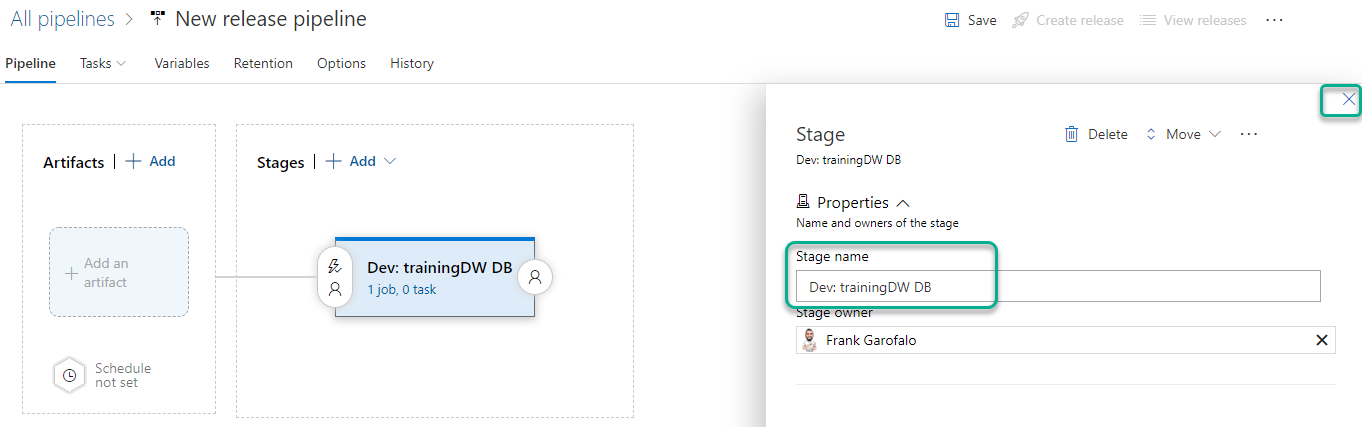 All pipelines > New release pipeline
Save Create release View releases ...
Pipeline Tasks Variables Retention Options History
Artifacts | + Add
Stages | + Add
Add an
artifact
Schedule
not set
Dev: trainingDW DB
1 job, 0 task
Stage
Delete Move ...
Dev: trainingDW DB
Properties
Name and owners of the stage
Stage name
Dev: trainingDW DB
Stage owner
Frank Garofalo